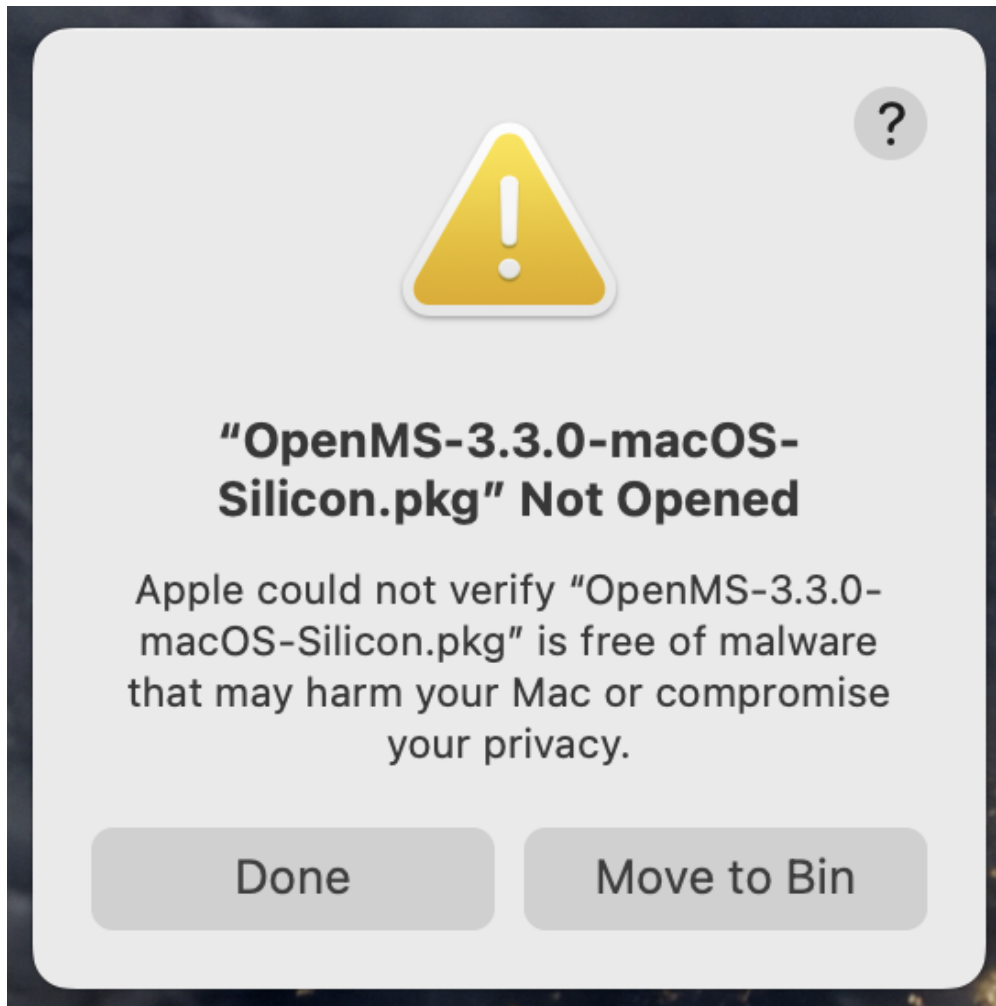 ?
“OpenMS-3.3.0-macOS-
Silicon.pkg” Not Opened
Apple could not verify “OpenMS-3.3.0-
macOS-Silicon.pkg” is free of malware
that may harm your Mac or compromise
your privacy.
Done
Move to Bin